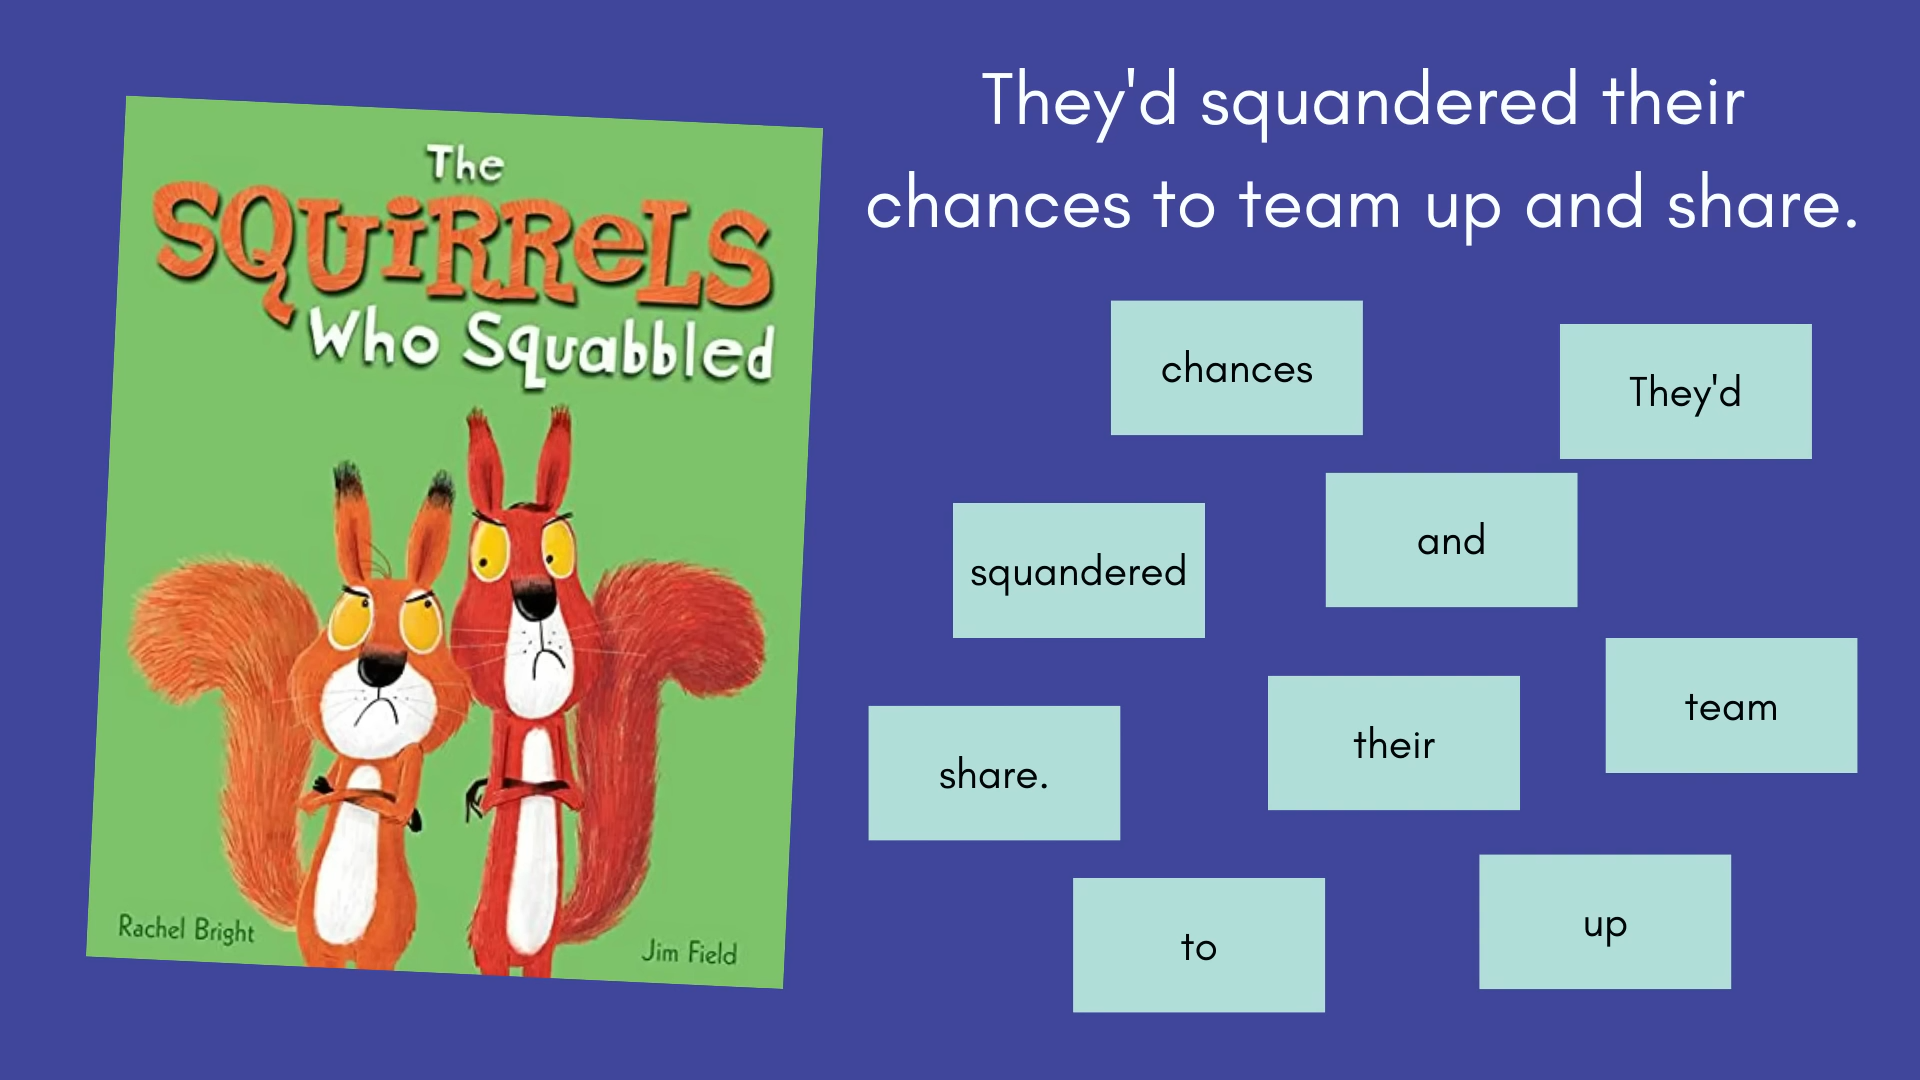 The
SQUiRReLS
Who Squabbled
Rachel Bright
Jim Field
They'd squandered their
chances to team up and share.
chances
They'd
squandered
and
share.
their
team
to
up